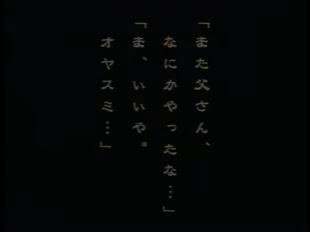 「また父さん、
なにかやったな…」
「ま、いいや。
オヤスミ…」